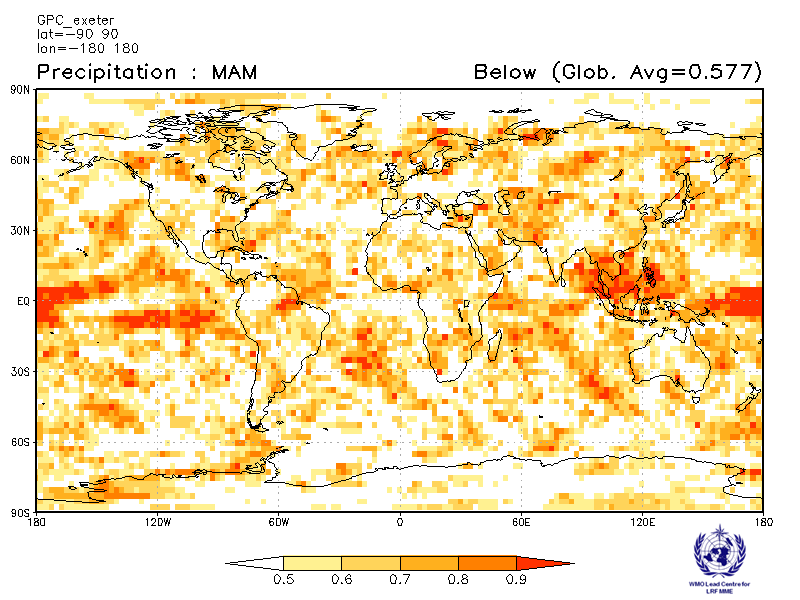 GPC_exeter
lat=−90 90
lon=−180 180
Precipitation : MAM
Below (Glob. Avg=0.577)
90N
60N
30N
EQ
30S
60S
90S
180 120W 60W 0 60E 120E 180
0.5 0.6 0.7 0.8 0.9
WMO Lead Centre for
LRF MME